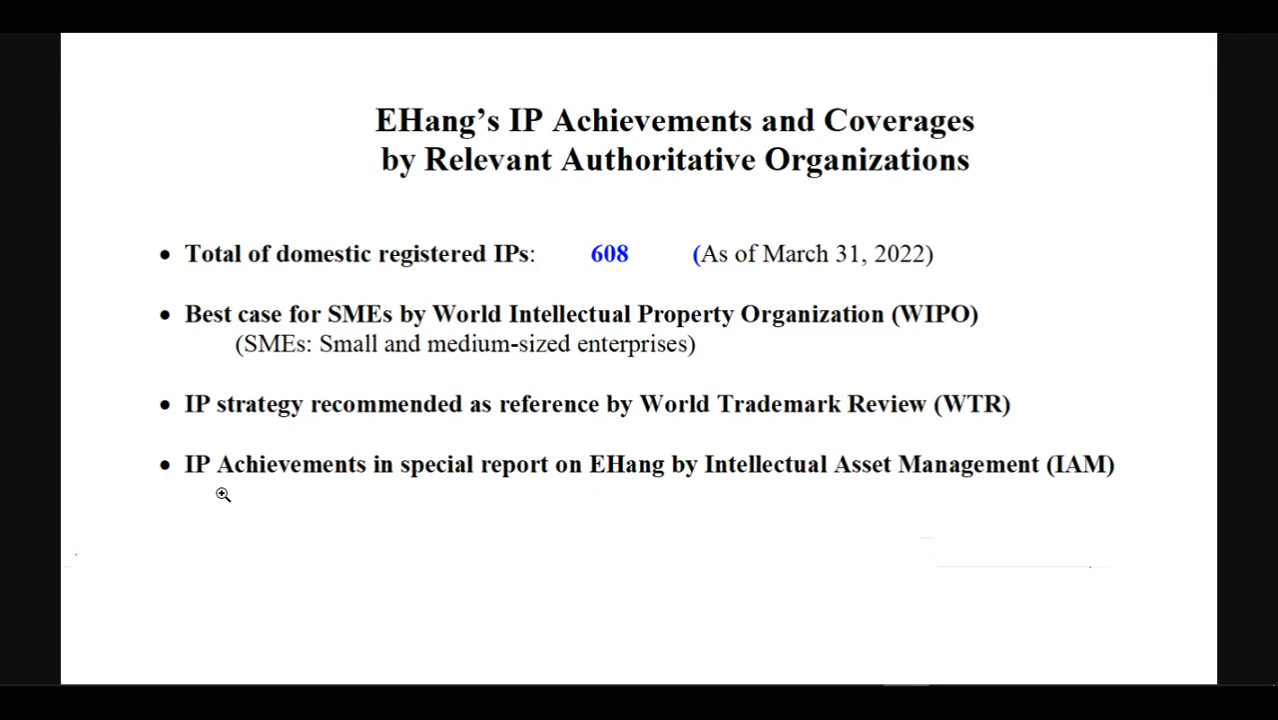 EHang’s IP Achievements and Coverages
by Relevant Authoritative Organizations
• Total of domestic registered IPs: 608 (As of March 31, 2022)
• Best case for SMEs by World Intellectual Property Organization (WIPO)
(SMEs: Small and medium-sized enterprises)
• IP strategy recommended as reference by World Trademark Review (WTR)
• IP Achievements in special report on EHang by Intellectual Asset Management (IAM)